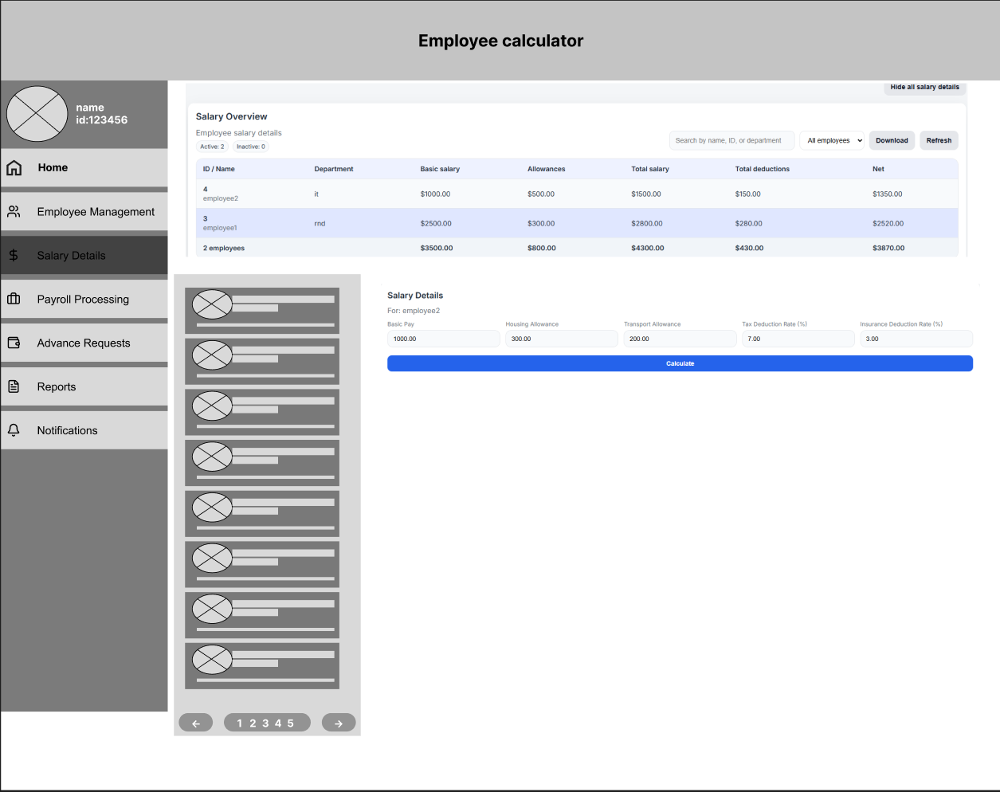 Employee calculator
name
id:123456
Home
Employee Management
Salary Details
Payroll Processing
Advance Requests
Reports
Notifications
Hide all salary details
Salary Overview
Employee salary details
Active: 2 Inactive: 0
Search by name, ID, or department All employees Download Refresh
ID / Name Department Basic salary Allowances Total salary Total deductions Net
4
employee2 it $1000.00 $500.00 $1500.00 $150.00 $1350.00
3
employee1 rnd $2500.00 $300.00 $2800.00 $280.00 $2520.00
2 employees $3500.00 $800.00 $4300.00 $430.00 $3870.00
Salary Details
For: employee2
Basic Pay Housing Allowance Transport Allowance Tax Deduction Rate (%) Insurance Deduction Rate (%)
1000.00 300.00 200.00 7.00 3.00
Calculate
← 1 2 3 4 5 →